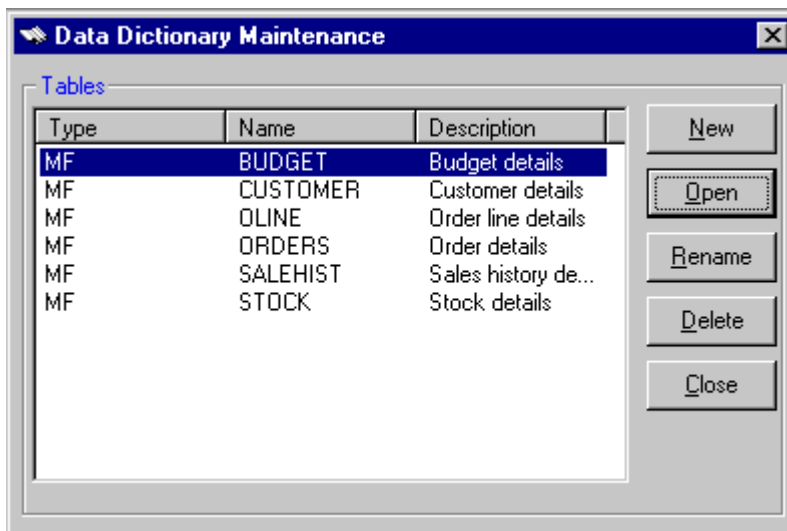 Data Dictionary Maintenance
Tables
Type Name Description
MF BUDGET Budget details
MF CUSTOMER Customer details
MF OLINE Order line details
MF ORDERS Order details
MF SALEHIST Sales history de...
MF STOCK Stock details
New
Open
Rename
Delete
Close